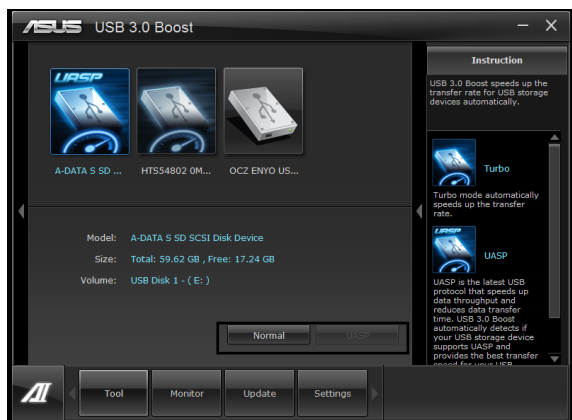 ASUS USB 3.0 Boost
Instruction
USB 3.0 Boost speeds up the
transfer rate for USB storage
devices automatically.
UASP
A-DATA S SD ...
HTS54802 0M...
OCZ ENYO US...
Turbo
Turbo mode automatically
speeds up the transfer
rate.
UASP
UASP
UASP is the latest USB
protocol that speeds up
data throughput and
reduces data transfer
time. USB 3.0 Boost
automatically detects if
your USB storage device
supports UASP and
provides the best transfer
speed for your USB
Model: A-DATA S SD SCSI Disk Device
Size: Total: 59.62 GB , Free: 17.24 GB
Volume: USB Disk 1 - ( E: )
Normal
UASP
Tool
Monitor
Update
Settings